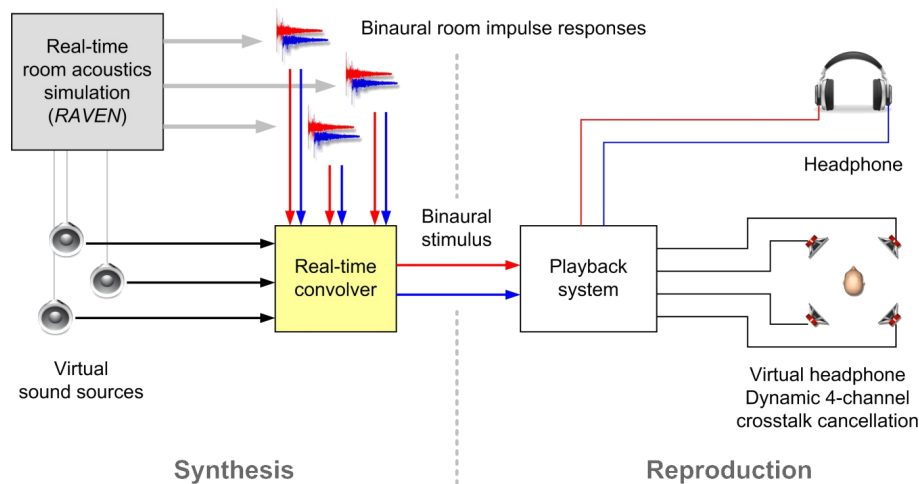 Real-time
room acoustics
simulation
(RAVEN)
Binaural room impulse responses
Headphone
Binaural
stimulus
Real-time
convolver
Playback
system
Virtual
sound sources
Virtual headphone
Dynamic 4-channel
crosstalk cancellation
Synthesis
Reproduction